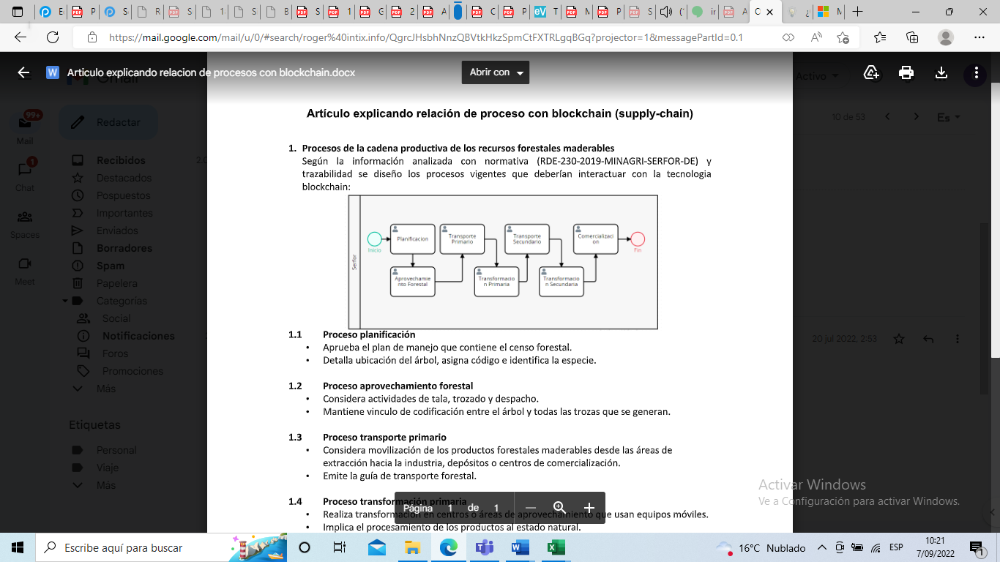 https://mail.google.com/mail/u/0/#search/roger%40intix.info/QgrcJHsbhNnzQBVtkHkzSpmCtFXTRLgqBGq?projector=1&messagePartId=0.1
Articulo explicando relacion de procesos con blockchain.docx
Abrir con
Gmail
Activo
99+
Mail
1
Chat
Spaces
Meet
Redactar
Recibidos
Destacados
Pospuestos
Importantes
Enviados
Borradores
Spam
Papelera
Categorías
Social
Notificaciones
Foros
Promociones
Más
Etiquetas
Personal
Viaje
Más
10 de 53
Es
20 jul 2022, 2:53
Artículo explicando relación de proceso con blockchain (supply-chain)
1. Procesos de la cadena productiva de los recursos forestales maderables
Según la información analizada con normativa (RDE-230-2019-MINAGRI-SERFOR-DE) y
trazabilidad se diseño los procesos vigentes que deberían interactuar con la tecnologia
blockchain:
Serfor
Inicio
Planificacion
Aprovechamie
nto Forestal
Transporte
Primario
Transformacio
n Primaria
Transporte
Secundario
Transformacio
n Secundaria
Comercializaci
on
Fin
1.1 Proceso planificación
• Aprueba el plan de manejo que contiene el censo forestal.
• Detalla ubicación del árbol, asigna código e identifica la especie.
1.2 Proceso aprovechamiento forestal
• Considera actividades de tala, trozado y despacho.
• Mantiene vinculo de codificación entre el árbol y todas las trozas que se generan.
1.3 Proceso transporte primario
• Considera movilización de los productos forestales maderables desde las áreas de
extracción hacia la industria, depósitos o centros de comercialización.
• Emite la guía de transporte forestal.
1.4 Proceso transformación primaria
• Realiza transformación en centros o áreas de aprovechamiento que usan equipos móviles.
• Implica el procesamiento de los productos al estado natural.
Página 1 de 1
Activar Windows
Ve a Configuración para activar Windows.
Escribe aquí para buscar
16°C Nublado
ESP
10:21
7/09/2022
1